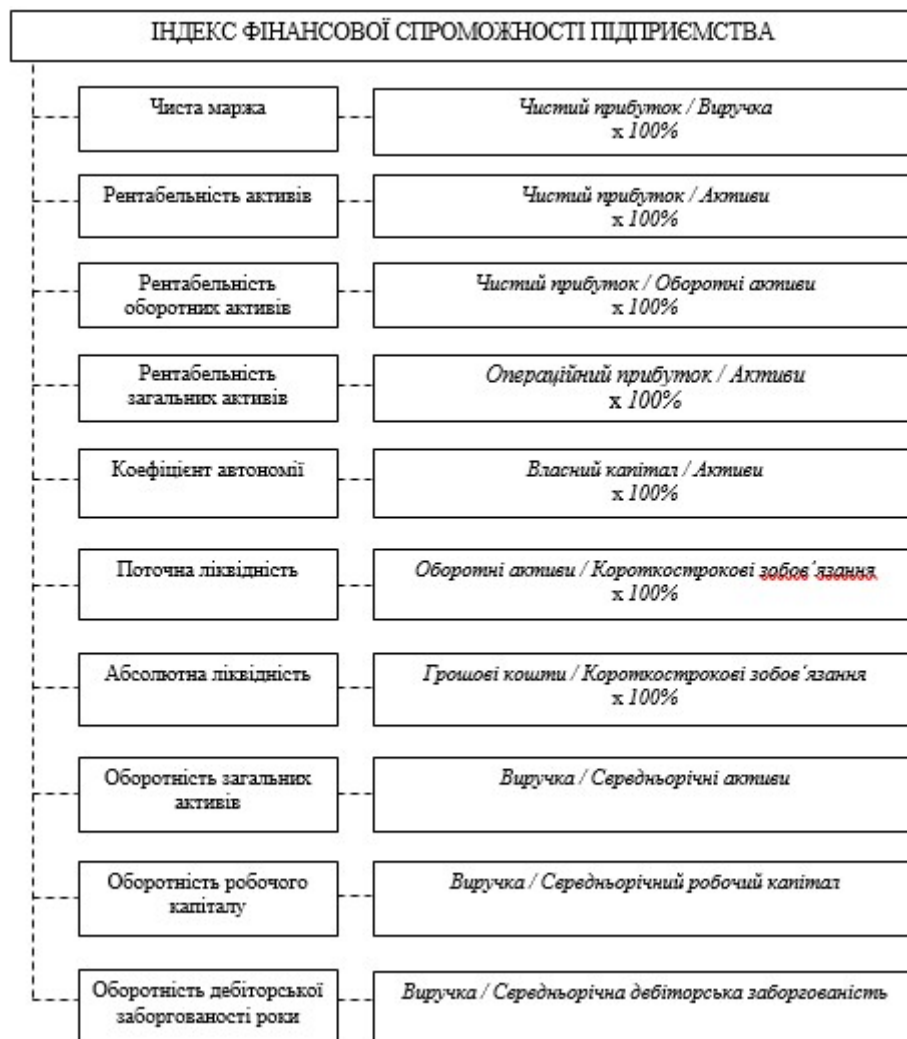 ІНДЕКС ФІНАНСОВОЇ СПРОМОЖНОСТІ ПІДПРИЄМСТВА
Чиста маржа
Чистий прибуток / Виручка
х 100%
Рентабельність активів
Чистий прибуток / Активи
х 100%
Рентабельність
оборотних активів
Чистий прибуток / Оборотні активи
х 100%
Рентабельність
загальних активів
Операційний прибуток / Активи
х 100%
Коефіцієнт автономії
Власний капітал / Активи
х 100%
Поточна ліквідність
Оборотні активи / Короткострокові зобов´язання
х 100%
Абсолютна ліквідність
Грошові кошти / Короткострокові зобов´язання
х 100%
Оборотність загальних
активів
Виручка / Середньорічні активи
Оборотність робочого
капіталу
Виручка / Середньорічний робочий капітал
Оборотність дебіторської
заборгованості роки
Виручка / Середньорічна дебіторська заборгованість